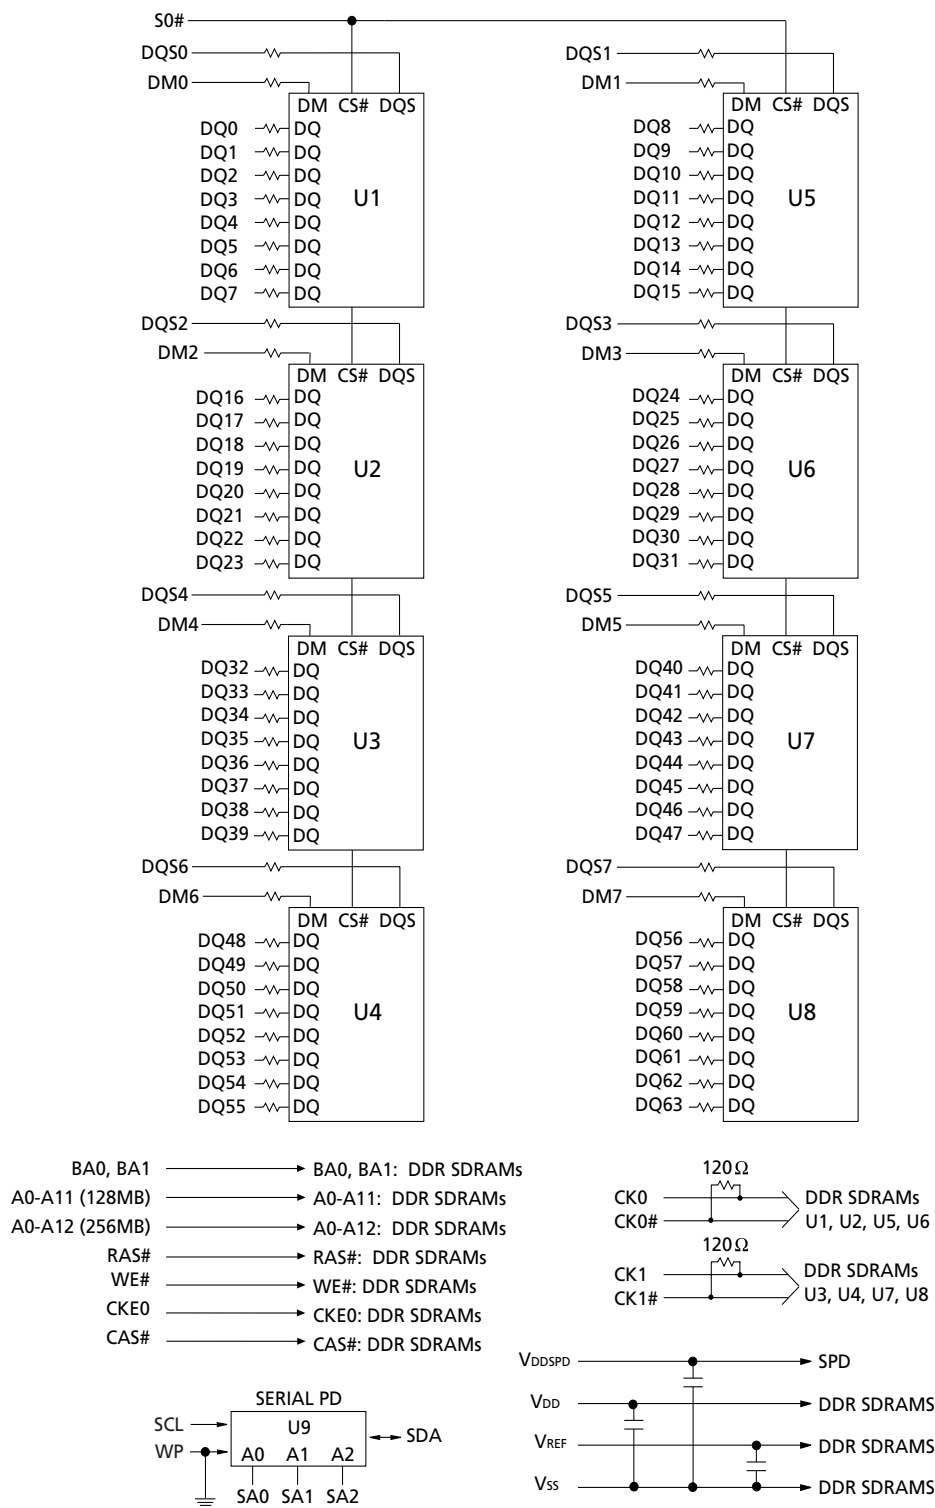 S0#
DQS0
DM0
DM CS# DQS
DQ0 DQ
DQ1 DQ
DQ2 DQ
DQ3 DQ
DQ4 DQ
DQ5 DQ
DQ6 DQ
DQ7 DQ
U1
DQS1
DM1
DM CS# DQS
DQ8 DQ
DQ9 DQ
DQ10 DQ
DQ11 DQ
DQ12 DQ
DQ13 DQ
DQ14 DQ
DQ15 DQ
U5
DQS2
DM2
DM CS# DQS
DQ16 DQ
DQ17 DQ
DQ18 DQ
DQ19 DQ
DQ20 DQ
DQ21 DQ
DQ22 DQ
DQ23 DQ
U2
DQS3
DM3
DM CS# DQS
DQ24 DQ
DQ25 DQ
DQ26 DQ
DQ27 DQ
DQ28 DQ
DQ29 DQ
DQ30 DQ
DQ31 DQ
U6
DQS4
DM4
DM CS# DQS
DQ32 DQ
DQ33 DQ
DQ34 DQ
DQ35 DQ
DQ36 DQ
DQ37 DQ
DQ38 DQ
DQ39 DQ
U3
DQS5
DM5
DM CS# DQS
DQ40 DQ
DQ41 DQ
DQ42 DQ
DQ43 DQ
DQ44 DQ
DQ45 DQ
DQ46 DQ
DQ47 DQ
U7
DQS6
DM6
DM CS# DQS
DQ48 DQ
DQ49 DQ
DQ50 DQ
DQ51 DQ
DQ52 DQ
DQ53 DQ
DQ54 DQ
DQ55 DQ
U4
DQS7
DM7
DM CS# DQS
DQ56 DQ
DQ57 DQ
DQ58 DQ
DQ59 DQ
DQ60 DQ
DQ61 DQ
DQ62 DQ
DQ63 DQ
U8
BA0, BA1 BA0, BA1: DDR SDRAMs
A0-A11 (128MB) A0-A11: DDR SDRAMs
A0-A12 (256MB) A0-A12: DDR SDRAMs
RAS# RAS#: DDR SDRAMs
WE# WE#: DDR SDRAMs
CKE0 CKE0: DDR SDRAMs
CAS# CAS#: DDR SDRAMs
120Ω
CK0 DDR SDRAMs
CK0# U1, U2, U5, U6
120Ω
CK1 DDR SDRAMs
CK1# U3, U4, U7, U8
SERIAL PD
SCL U9
WP A0 A1 A2 SDA
SA0 SA1 SA2
VDDSPD SPD
VDD DDR SDRAMS
VREF DDR SDRAMS
VSS DDR SDRAMS